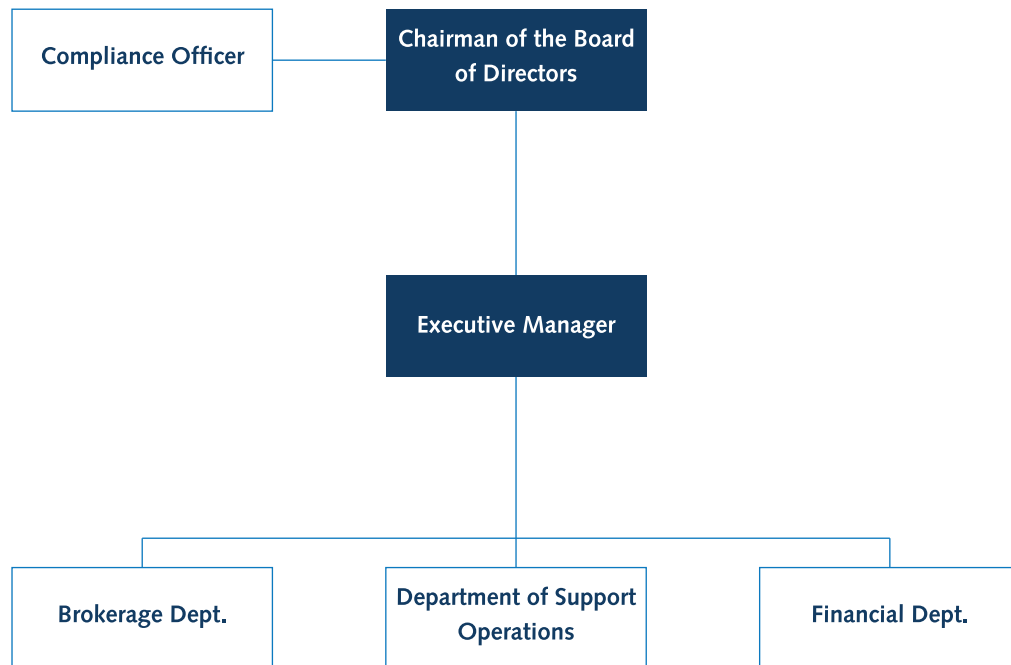 Compliance Officer
Chairman of the Board
of Directors
Executive Manager
Brokerage Dept.
Department of Support
Operations
Financial Dept.